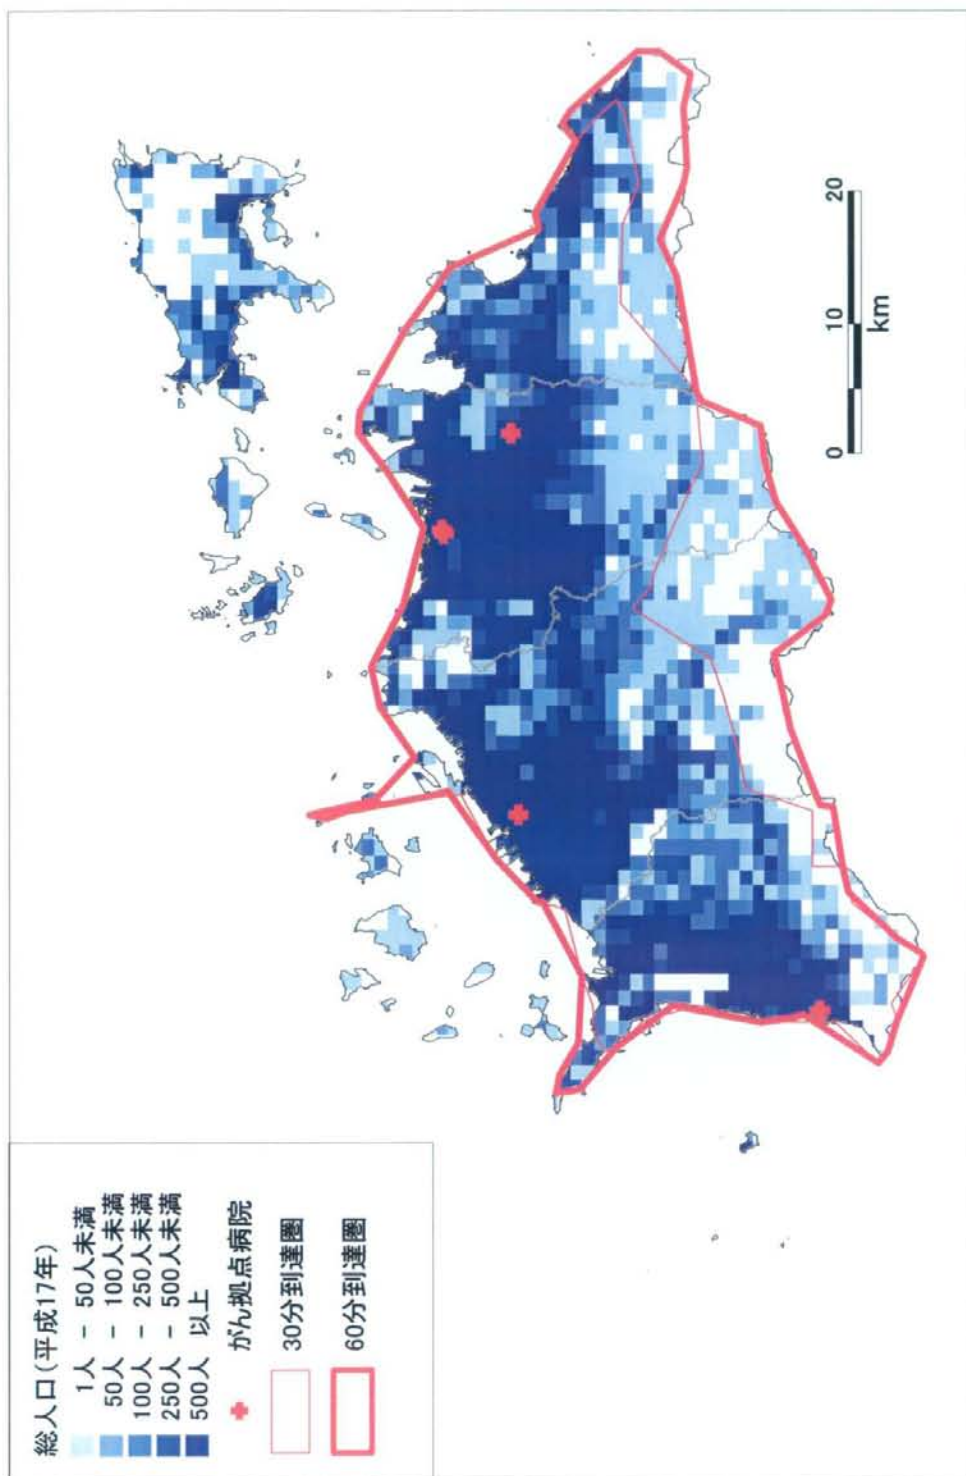 総人口(平成17年)
1人 － 50人未満
50人 － 100人未満
100人 － 250人未満
250人 － 500人未満
500人 以上
がん拠点病院
30分到達圏
60分到達圏
0 10 20
km